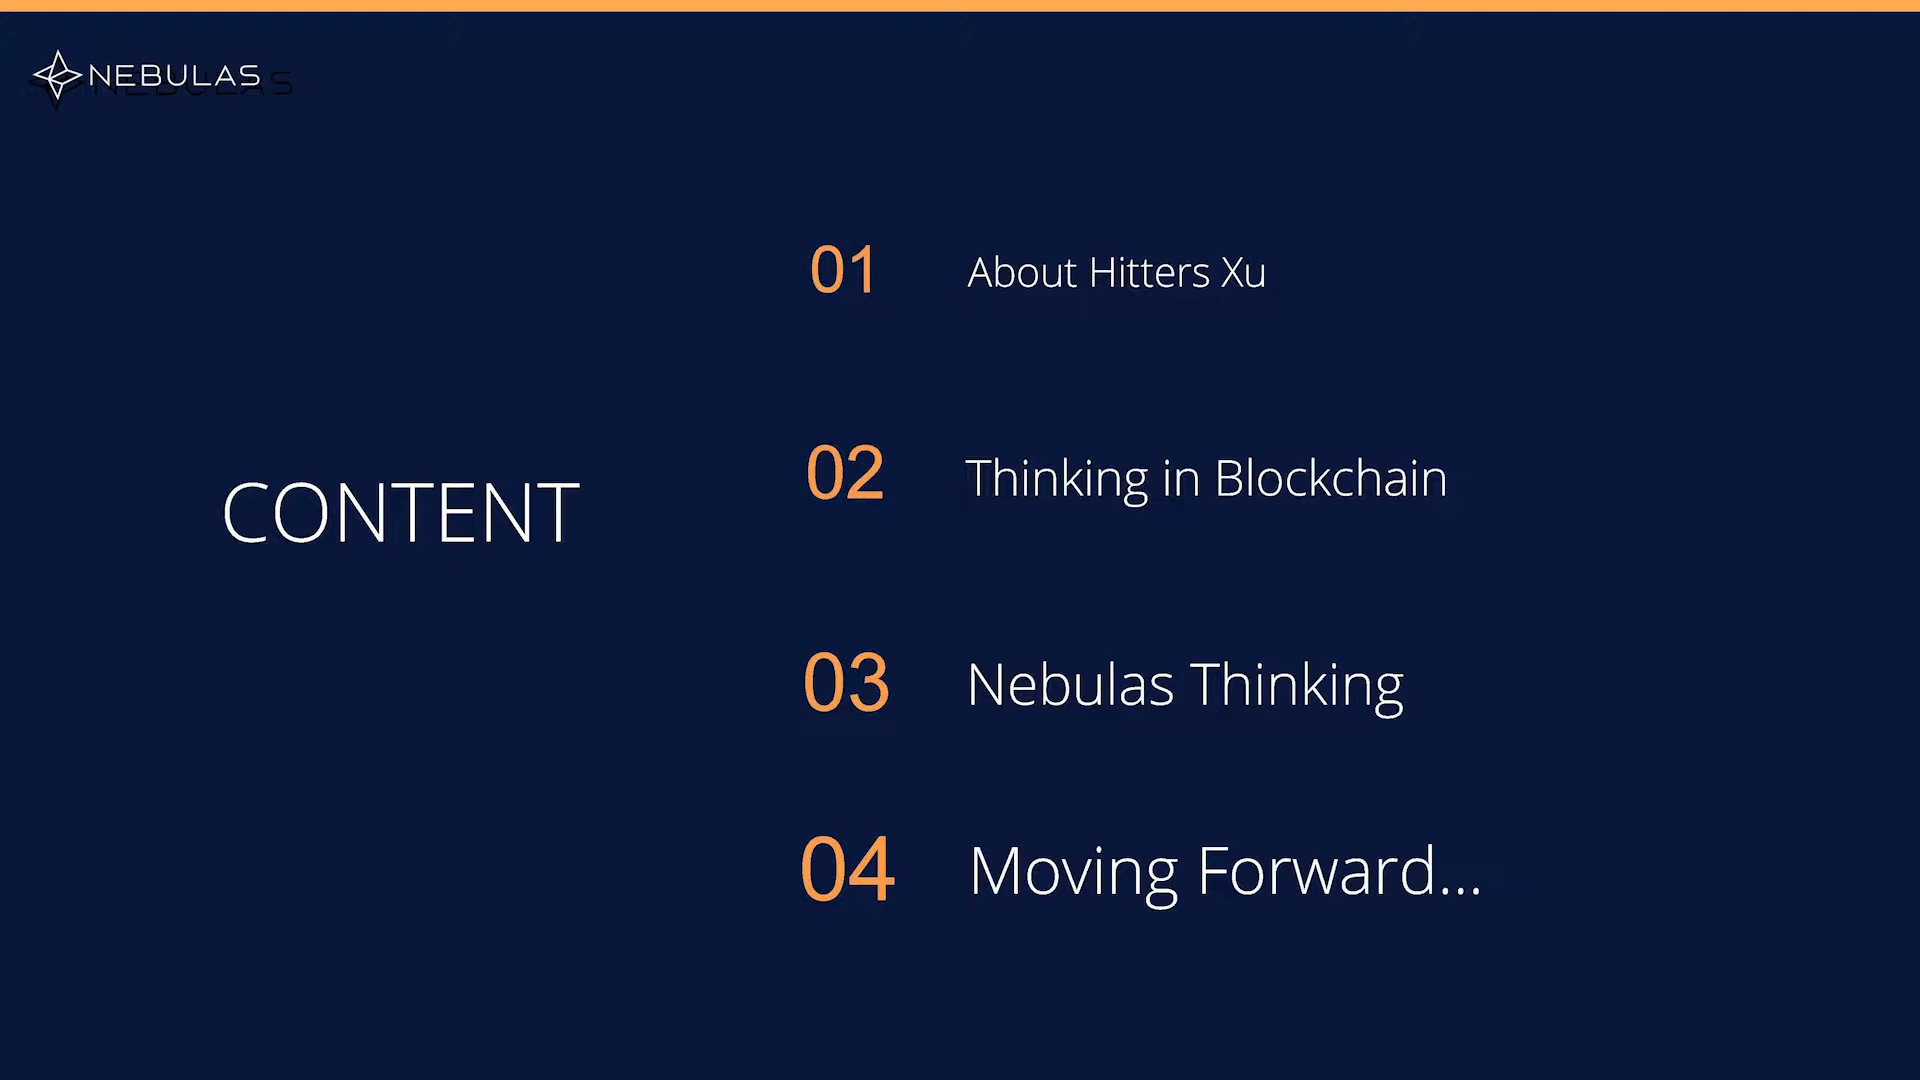 NEBULAS
CONTENT
01 About Hitters Xu
02 Thinking in Blockchain
03 Nebulas Thinking
04 Moving Forward...